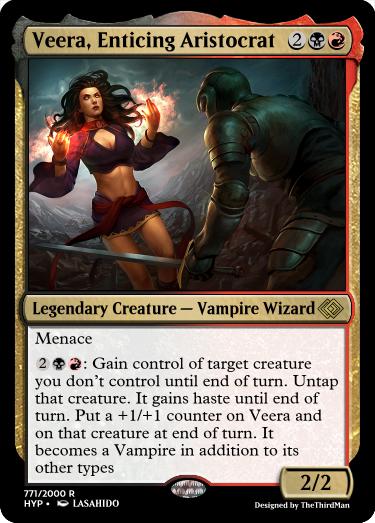 Veera, Enticing Aristocrat 2
Legendary Creature — Vampire Wizard
Menace
2: Gain control of target creature
you don't control until end of turn. Untap
that creature. It gains haste until end of
turn. Put a +1/+1 counter on Veera and
on that creature at end of turn. It
becomes a Vampire in addition to its
other types
2/2
771/2000 R
HYP • LASAHIDO
Designed by TheThirdMan